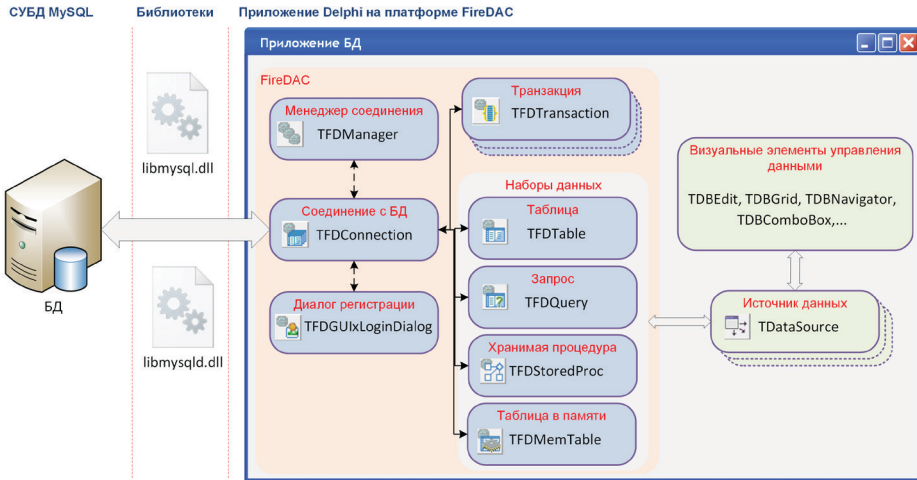 СУБД MySQL
Библиотеки
Приложение Delphi на платформе FireDAC
Приложение БД
FireDAC
libmysql.dll
libmysqld.dll
БД
Менеджер соединения
TFDManager
Соединение с БД
TFDConnection
Диалог регистрации
TFDGUIxLoginDialog
Транзакция
TFDTransaction
Наборы данных
Таблица
TFDTable
Запрос
TFDQuery
Хранимая процедура
TFDStoredProc
Таблица в памяти
TFDMemTable
Визуальные элементы управления
данными
TDBEdit, TDBGrid, TDBNavigator,
TDBComboBox,...
Источник данных
TDataSource